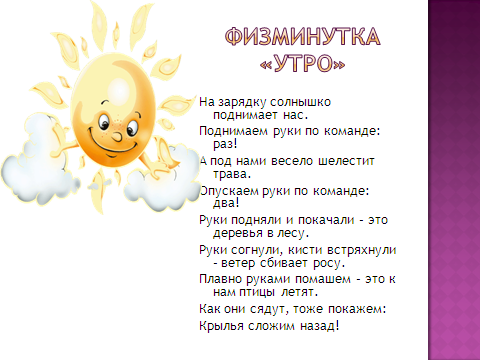 ФИЗМИНУТКА
«УТРО»
На зарядку солнышко
поднимает нас.
Поднимаем руки по команде:
раз!
А под нами весело шелестит
трава.
Опускаем руки по команде:
два!
Руки подняли и покачали – это
деревья в лесу.
Руки согнули, кисти встряхнули
– ветер сбивает росу.
Плавно руками помашем – это к
нам птицы летят.
Как они сядут, тоже покажем:
Крылья сложим назад!